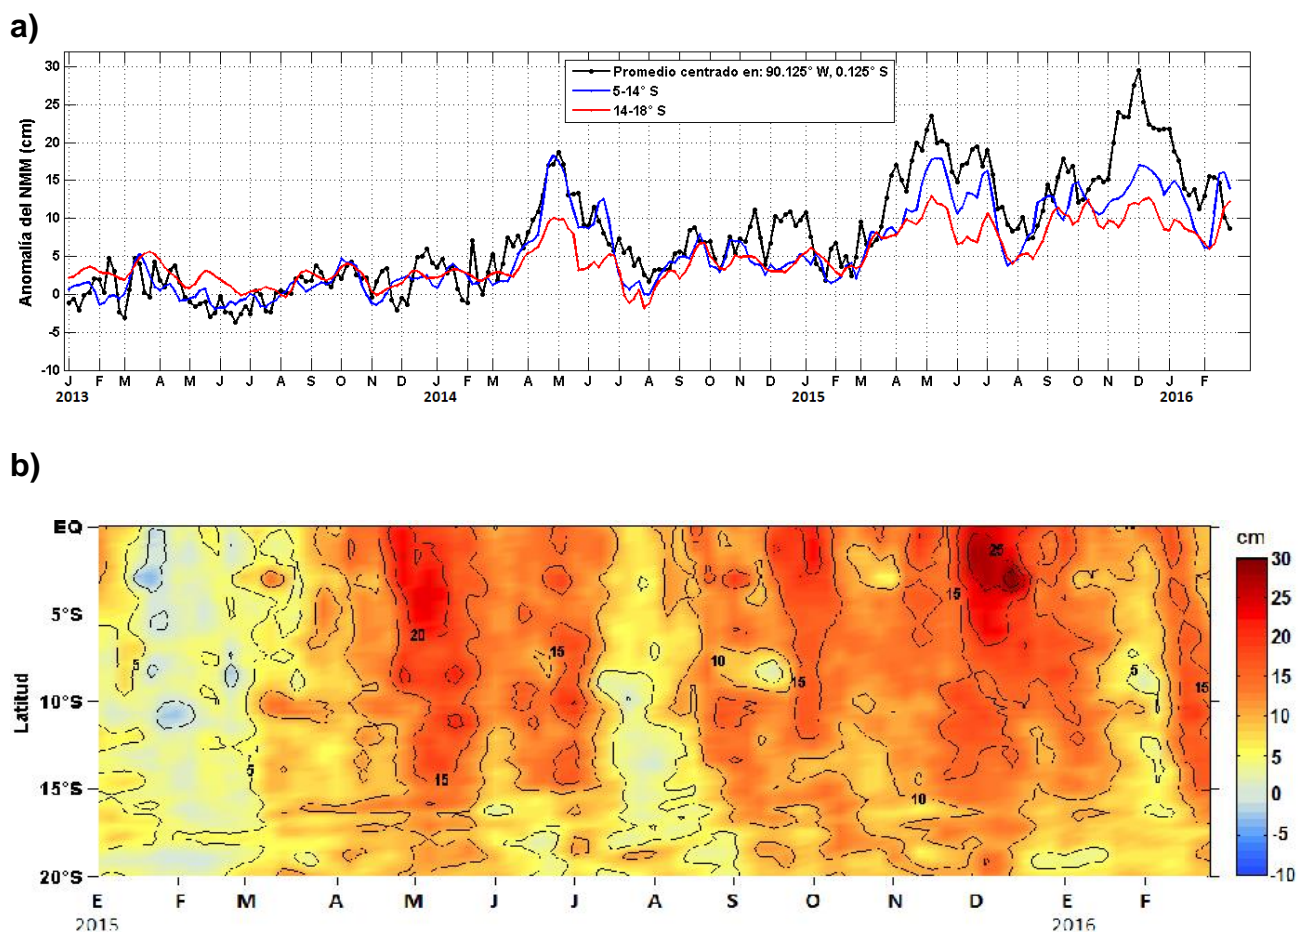 a)
Anomalía del NMM (cm)
30
25
20
15
10
5
0
-5
-10
Promedio centrado en: 90.125° W, 0.125° S
5-14° S
14-18° S
J F M A M J J A S O N D J F M A M J J A S O N D J F M A M J J A S O N D J F
2013 2014 2015 2016
b)
Latitud
EQ
5°S
10°S
15°S
20°S
25
15
20
5
15
10
15
5
15
5
15
10
E F M A M J J A S O N D E F
2015 2016
cm
30
25
20
15
10
5
0
-5
-10